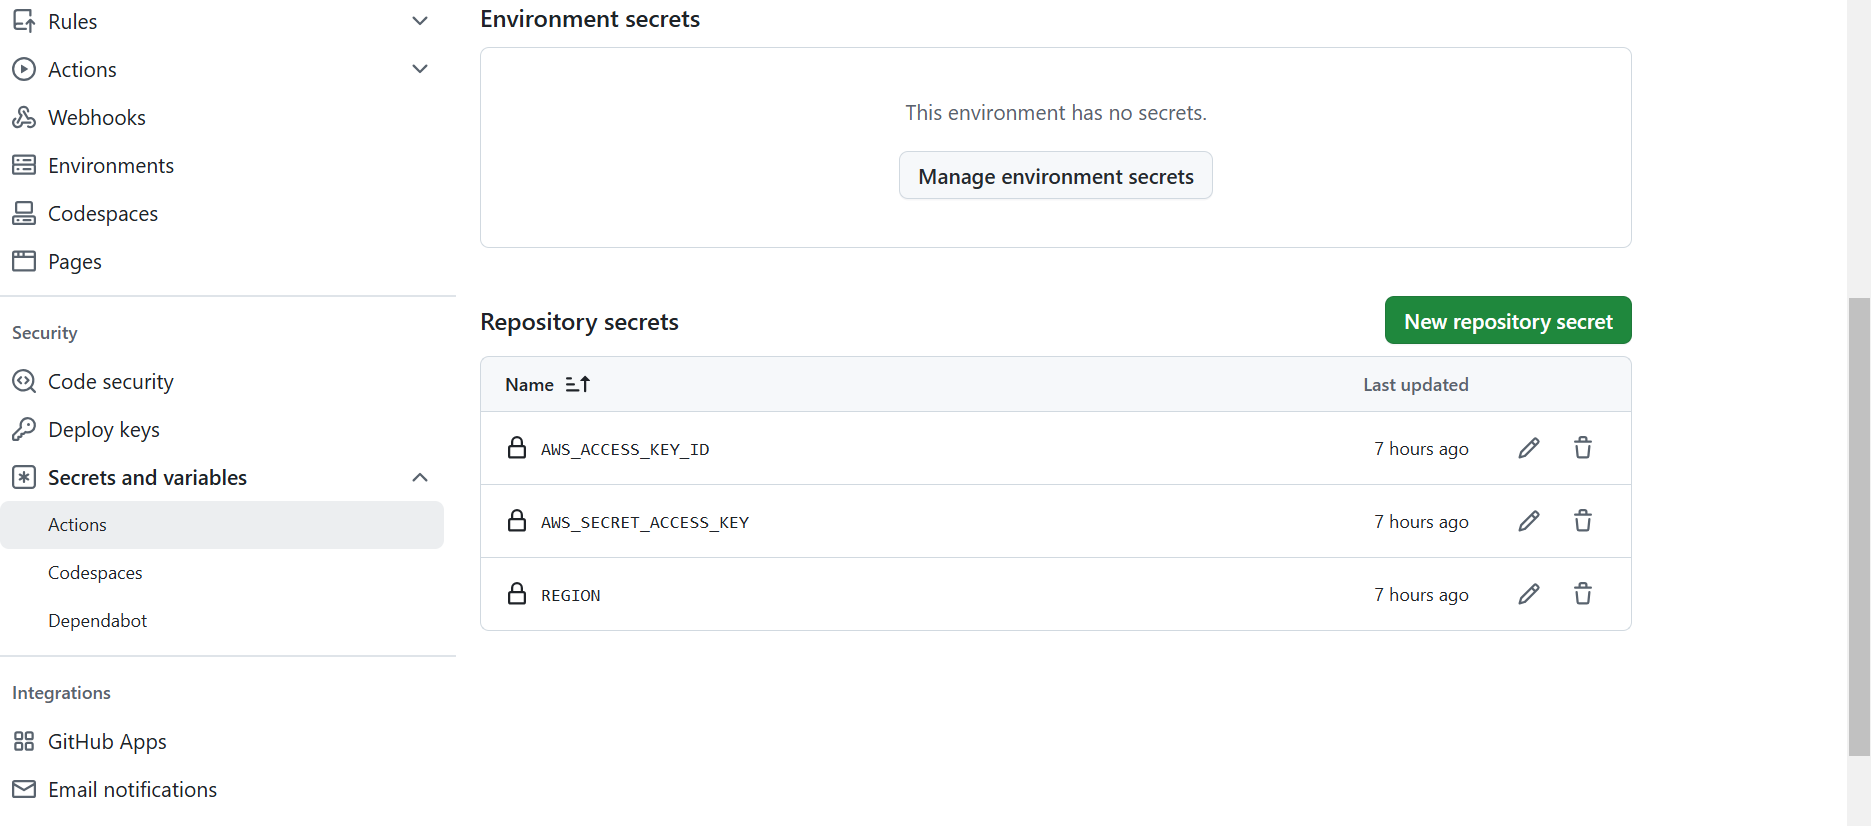 Rules
Actions
Webhooks
Environments
Codespaces
Pages
Security
Code security
Deploy keys
Secrets and variables
Actions
Codespaces
Dependabot
Integrations
GitHub Apps
Email notifications
Environment secrets
This environment has no secrets.
Manage environment secrets
Repository secrets
New repository secret
Name Last updated
AWS_ACCESS_KEY_ID 7 hours ago
AWS_SECRET_ACCESS_KEY 7 hours ago
REGION 7 hours ago